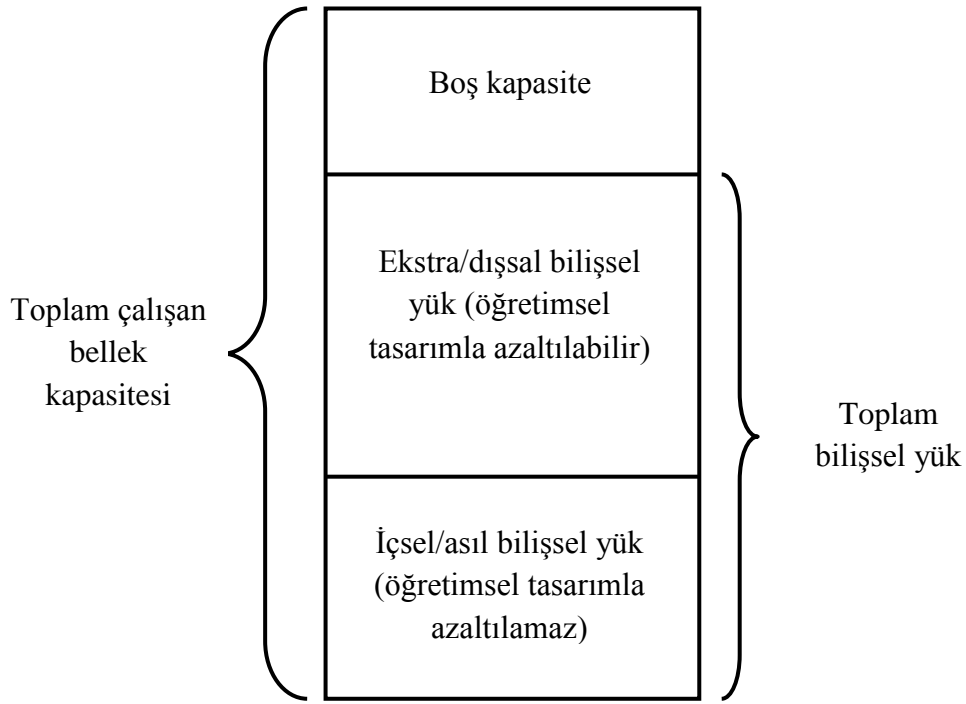 Boş kapasite
Ekstra/dışsal bilişsel
yük (öğretimsel
tasarımla azaltılabilir)
Toplam çalışan
bellek
kapasitesi
Toplam
bilişsel yük
İçsel/asıl bilişsel yük
(öğretimsel tasarımla
azaltılamaz)